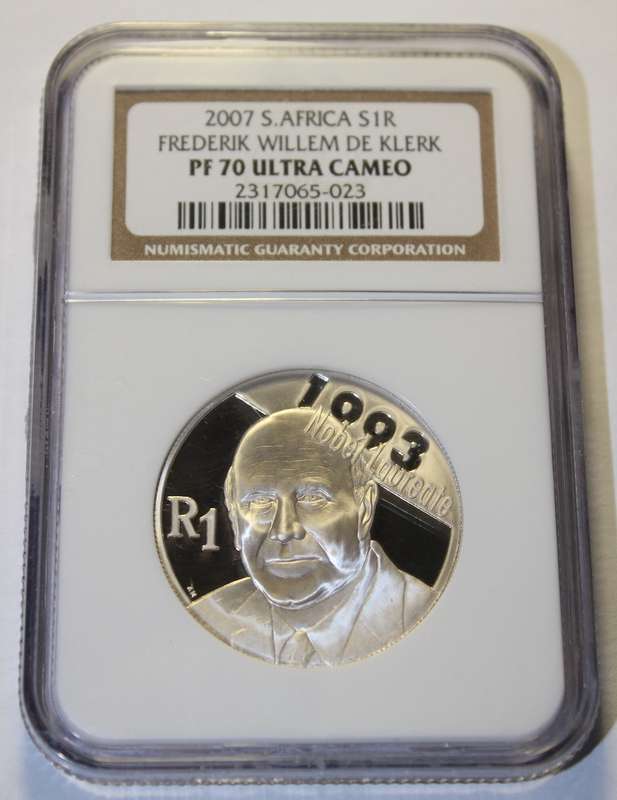 2007 S.AFRICA S1R
FREDERIK WILLEM DE KLERK
PF 70 ULTRA CAMEO
2317065-023
NUMISMATIC GUARANTY CORPORATION
1993
Nobel Laureate
R1